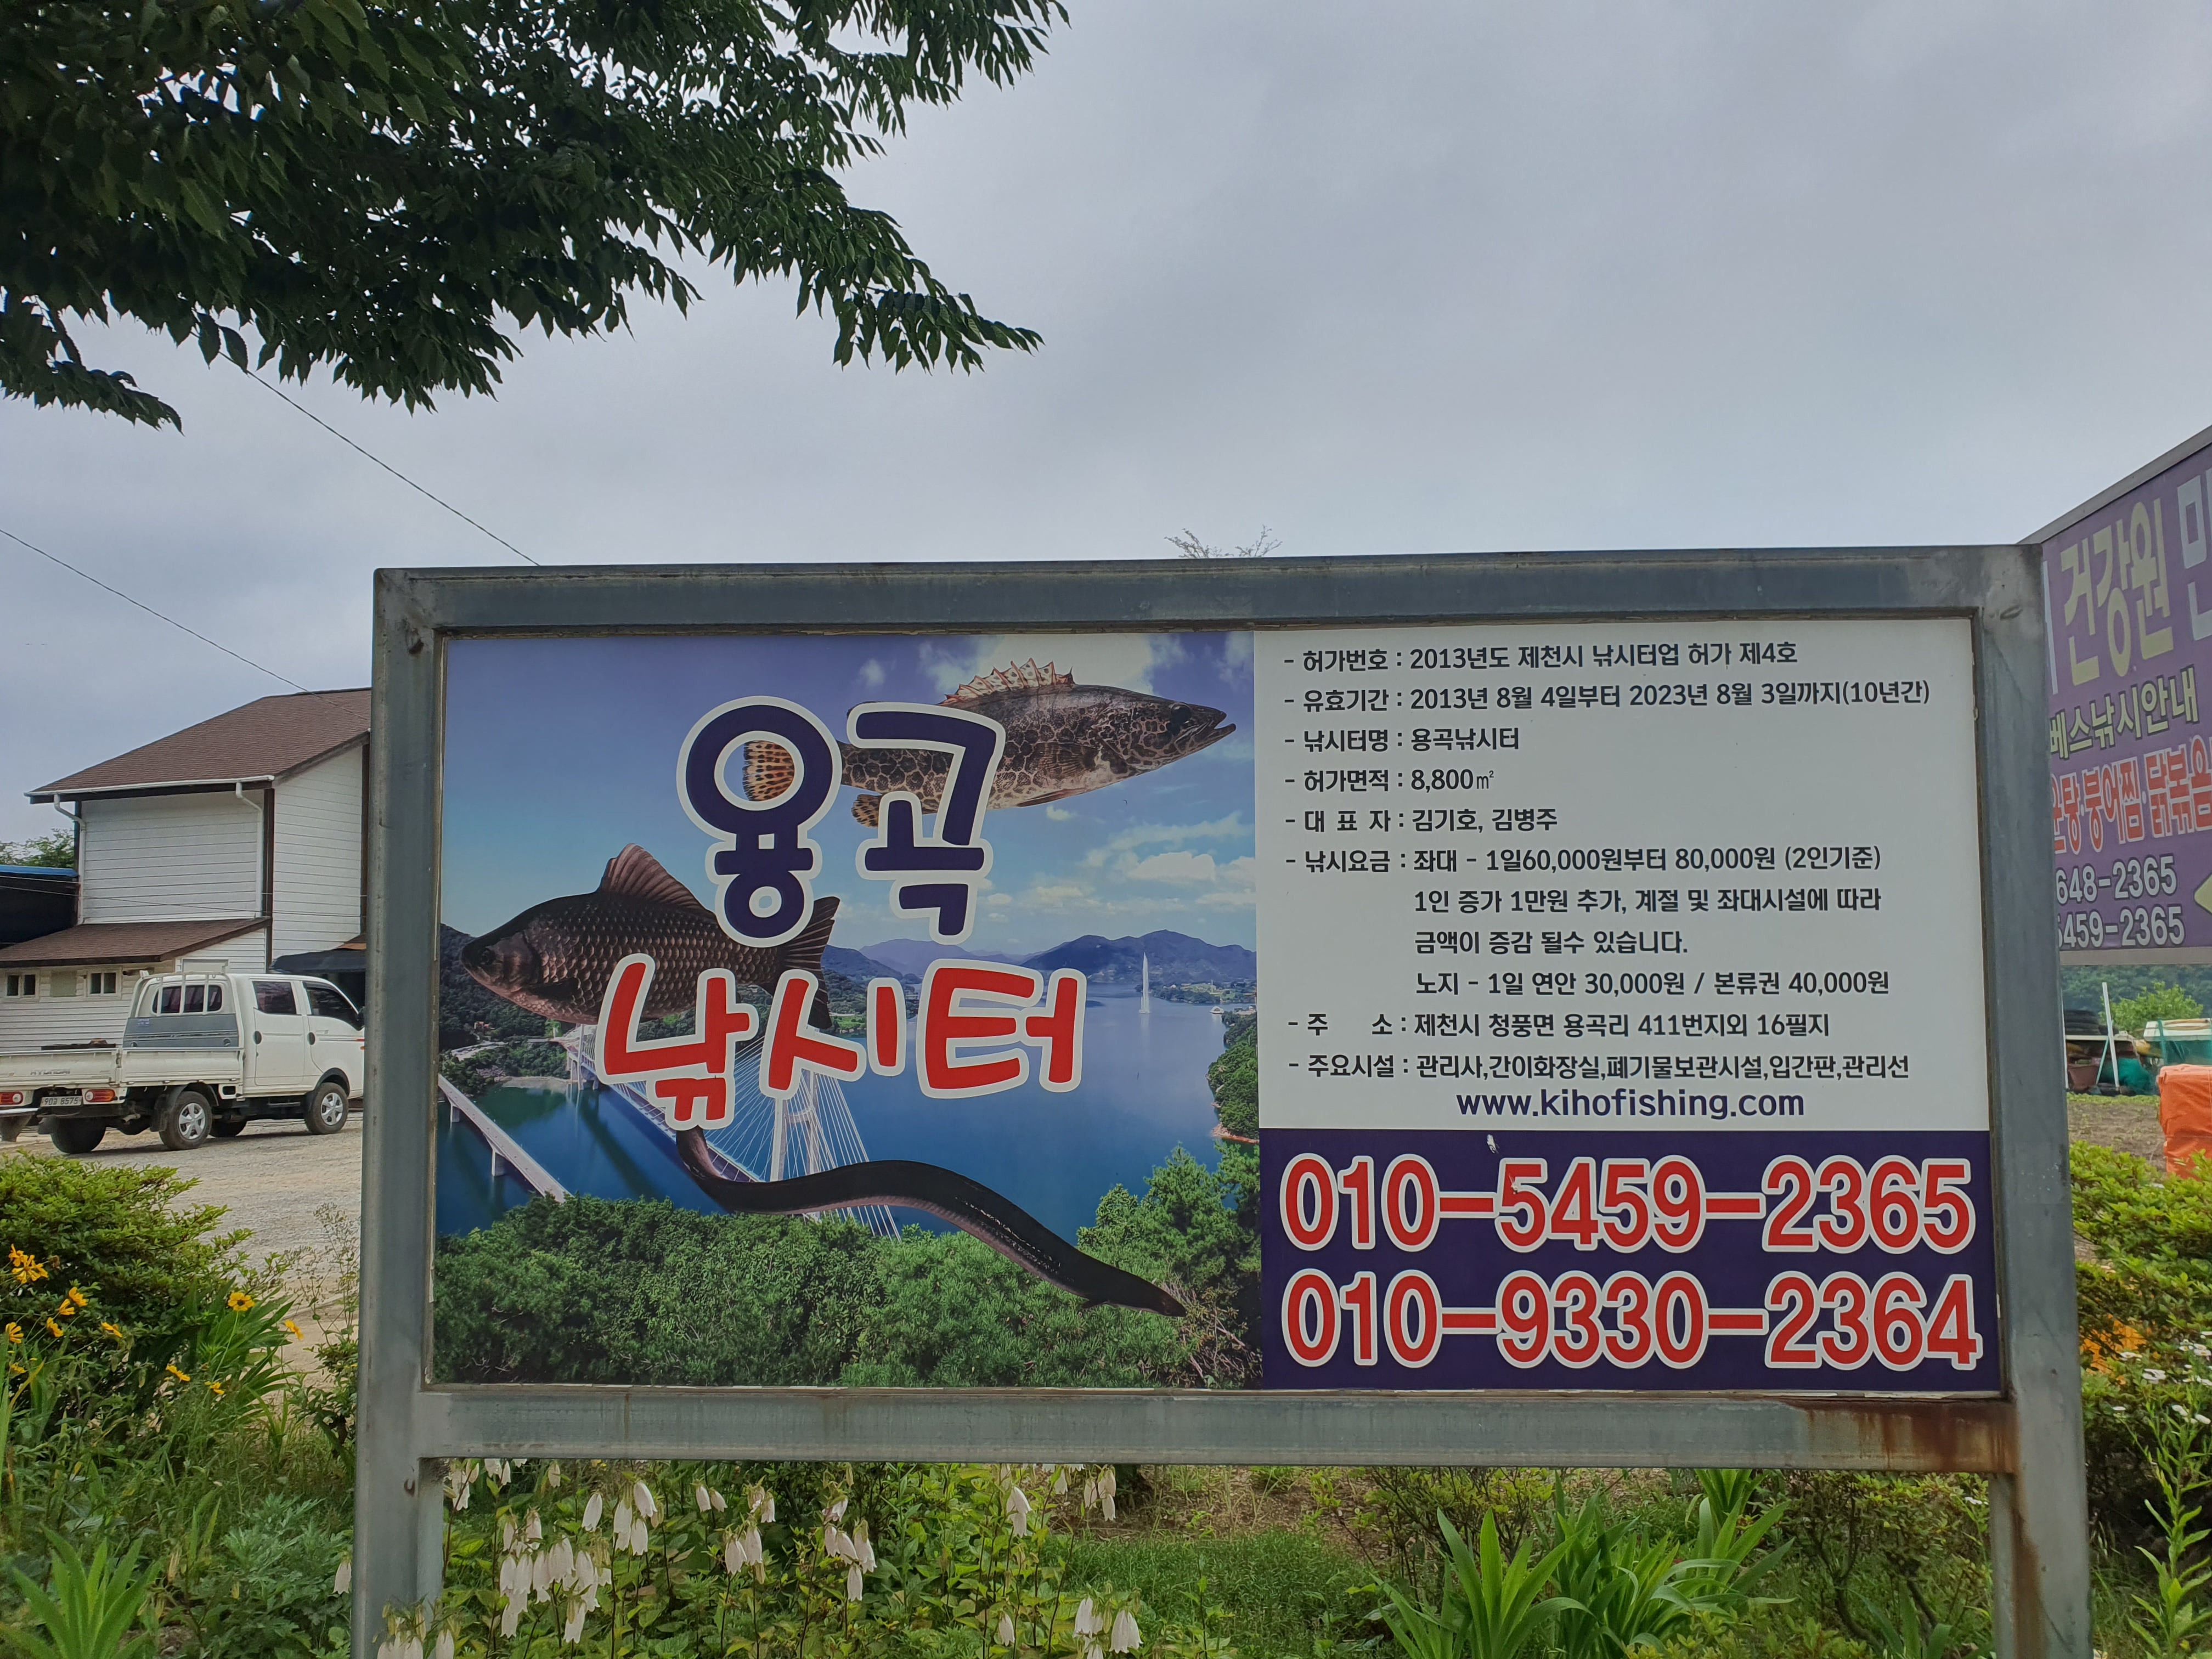 용곡
낚시터
- 허가번호 : 2013년도 제천시 낚시터업 허가 제4호
- 유효기간 : 2013년 8월 4일부터 2023년 8월 3일까지(10년간)
- 낚시터명 : 용곡낚시터
- 허가면적 : 8,800㎡
- 대 표 자 : 김기호, 김병주
- 낚시요금 : 좌대 - 1일60,000원부터 80,000원 (2인기준)
1인 증가 1만원 추가, 계절 및 좌대시설에 따라
금액이 증감 될수 있습니다.
노지 - 1일 연안 30,000원 / 본류권 40,000원
- 주 소 : 제천시 청풍면 용곡리 411번지외 16필지
- 주요시설 : 관리사,간이화장실,폐기물보관시설,입간판,관리선
www.kihofishing.com
010-5459-2365
010-9330-2364
건강원
베스낚시안내
붕어찜·닭볶음
648-2365
5459-2365